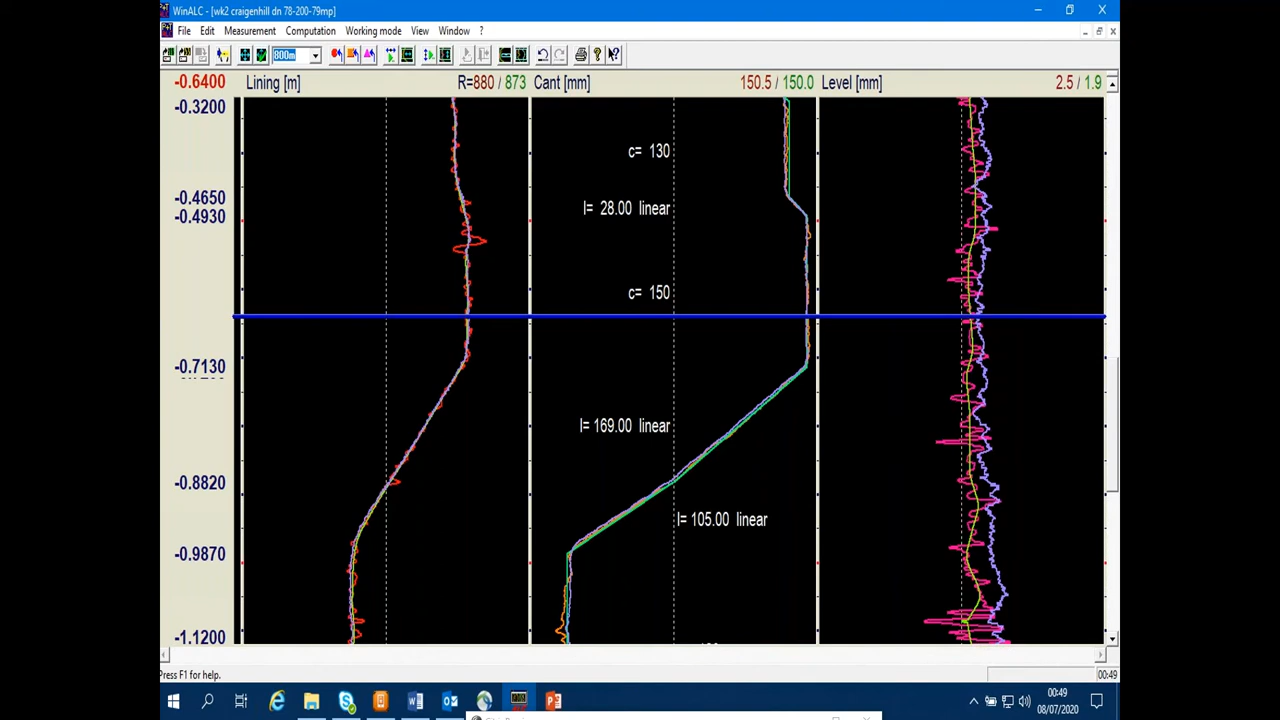 WinALC - [wk2 craigenhill dn 78-200-79mp]
File Edit Measurement Computation Working mode View Window ?
800m
-0.6400 Lining [m] R=880 / 873 Cant [mm] 150.5 / 150.0 Level [mm] 2.5 / 1.9
-0.3200
c= 130
-0.4650
l= 28.00 linear
-0.4930
c= 150
-0.7130
l= 169.00 linear
-0.8820
l= 105.00 linear
-0.9870
-1.1200
Press F1 for help. 00:49
00:49
08/07/2020